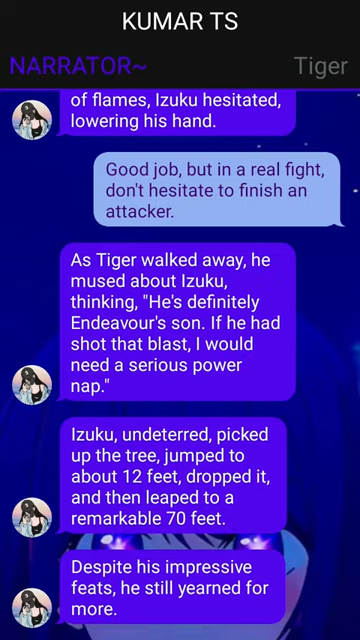 KUMAR TS
NARRATOR~
Tiger
of flames, Izuku hesitated,
lowering his hand.
Good job, but in a real fight,
don't hesitate to finish an
attacker.
As Tiger walked away, he
mused about Izuku,
thinking, "He's definitely
Endeavour's son. If he had
shot that blast, I would
need a serious power
nap."
Izuku, undeterred, picked
up the tree, jumped to
about 12 feet, dropped it,
and then leaped to a
remarkable 70 feet.
Despite his impressive
feats, he still yearned for
more.